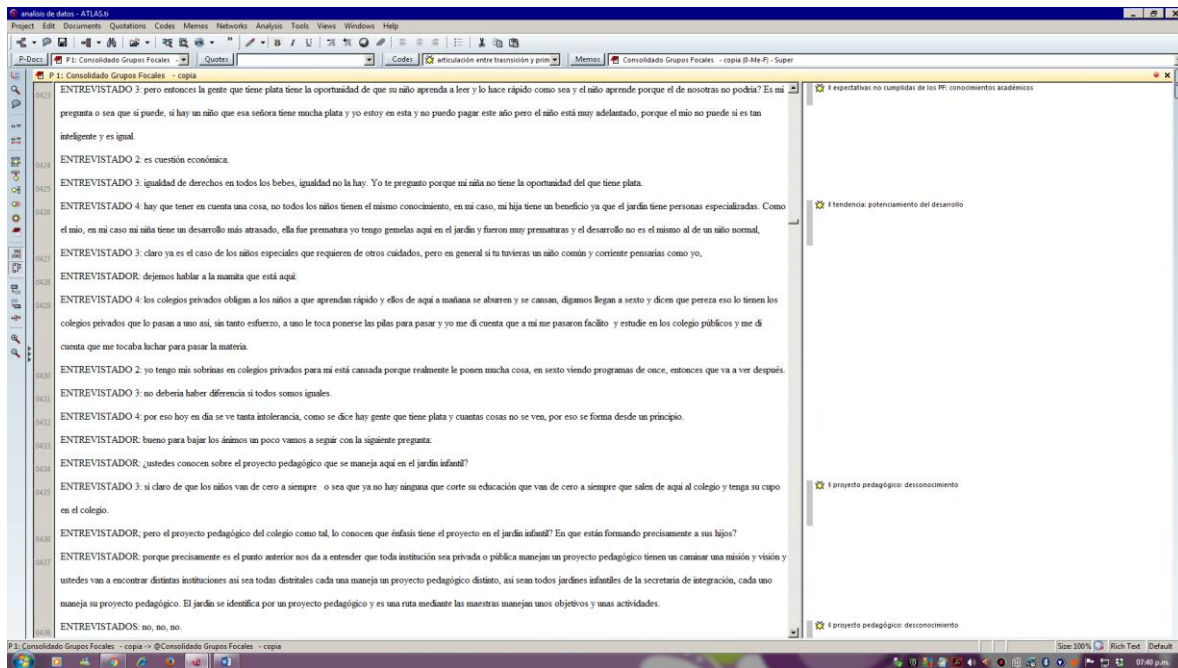 analisis de datos - ATLAS.ti
Project Edit Documents Quotations Codes Memos Networks Analysis Tools Views Windows Help
P-Docs P 1: Consolidado Grupos Focales - Quotes Codes articulación entre trasnsición y prim Memos Consolidado Grupos Focales - copia (0-Me-F) - Super
P 1: Consolidado Grupos Focales - copia
0423 ENTREVISTADO 3: pero entonces la gente que tiene plata tiene la oportunidad de que su niño aprenda a leer y lo hace rápido como sea y el niño aprende porque el de nosotras no podría? Es mi
pregunta o sea que si puede, si hay un niño que esa señora tiene mucha plata y yo estoy en esta y no puedo pagar este año pero el niño está muy adelantado, porque el mio no puede si es tan
inteligente y es igual.
expectativas no cumplidas de los PF: conocimientos académicos
0424 ENTREVISTADO 2: es cuestión económica.
0425 ENTREVISTADO 3: igualdad de derechos en todos los bebes, igualdad no la hay. Yo te pregunto porque mi niña no tiene la oportunidad del que tiene plata.
0426 ENTREVISTADO 4: hay que tener en cuenta una cosa, no todos los niños tienen el mismo conocimiento, en mi caso, mi hija tiene un beneficio ya que el jardín tiene personas especializadas. Como
el mio, en mi caso mi niña tiene un desarrollo más atrasado, ella fue prematura yo tengo gemelas aquí en el jardín y fueron muy prematuras y el desarrollo no es el mismo al de un niño normal,
tendencia: potenciamiento del desarrollo
0427 ENTREVISTADO 3: claro ya es el caso de los niños especiales que requieren de otros cuidados, pero en general si tu tuvieras un niño común y corriente pensarías como yo,
0428 ENTREVISTADOR: dejemos hablar a la mamita que está aquí:
0429 ENTREVISTADO 4: los colegios privados obligan a los niños a que aprendan rápido y ellos de aquí a mañana se aburren y se cansan, digamos llegan a sexto y dicen que pereza eso lo tienen los
colegios privados que lo pasan a uno así, sin tanto esfuerzo, a uno le toca ponerse las pilas para pasar y yo me di cuenta que a mi me pasaron facilito y estudie en los colegio públicos y me di
cuenta que me tocaba luchar para pasar la materia.
0430 ENTREVISTADO 2: yo tengo mis sobrinas en colegios privados para mi está cansada porque realmente le ponen mucha cosa, en sexto viendo programas de once, entonces que va a ver después.
0431 ENTREVISTADO 3: no debería haber diferencia si todos somos iguales.
0432 ENTREVISTADO 4: por eso hoy en dia se ve tanta intolerancia, como se dice hay gente que tiene plata y cuantas cosas no se ven, por eso se forma desde un principio.
0433 ENTREVISTADOR: bueno para bajar los ánimos un poco vamos a seguir con la siguiente pregunta:
0434 ENTREVISTADOR: ¿ustedes conocen sobre el proyecto pedagógico que se maneja aquí en el jardín infantil?
0435 ENTREVISTADO 3: si claro de que los niños van de cero a siempre o sea que ya no hay ninguna que corte su educación que van de cero a siempre que salen de aquí al colegio y tenga su cupo
en el colegio.
proyecto pedagógico: desconocimiento
0436 ENTREVISTADOR; pero el proyecto pedagógico del colegio como tal, lo conocen que énfasis tiene el proyecto en el jardín infantil? En que están formando precisamente a sus hijos?
0437 ENTREVISTADOR: porque precisamente es el punto anterior nos da a entender que toda institución sea privada o pública manejan un proyecto pedagógico tienen un caminar una misión y visión y
ustedes van a encontrar distintas instituciones así sea todas distritales cada una maneja un proyecto pedagógico distinto, así sean todos jardines infantiles de la secretaria de integración, cada uno
maneja su proyecto pedagógico. El jardín se identifica por un proyecto pedagógico y es una ruta mediante las maestras manejan unos objetivos y unas actividades.
0438 ENTREVISTADOS: no, no, no.
proyecto pedagógico: desconocimiento
P 1: Consolidado Grupos Focales - copia -> @Consolidado Grupos Focales - copia Size: 100% Rich Text Default
07:40 p.m.